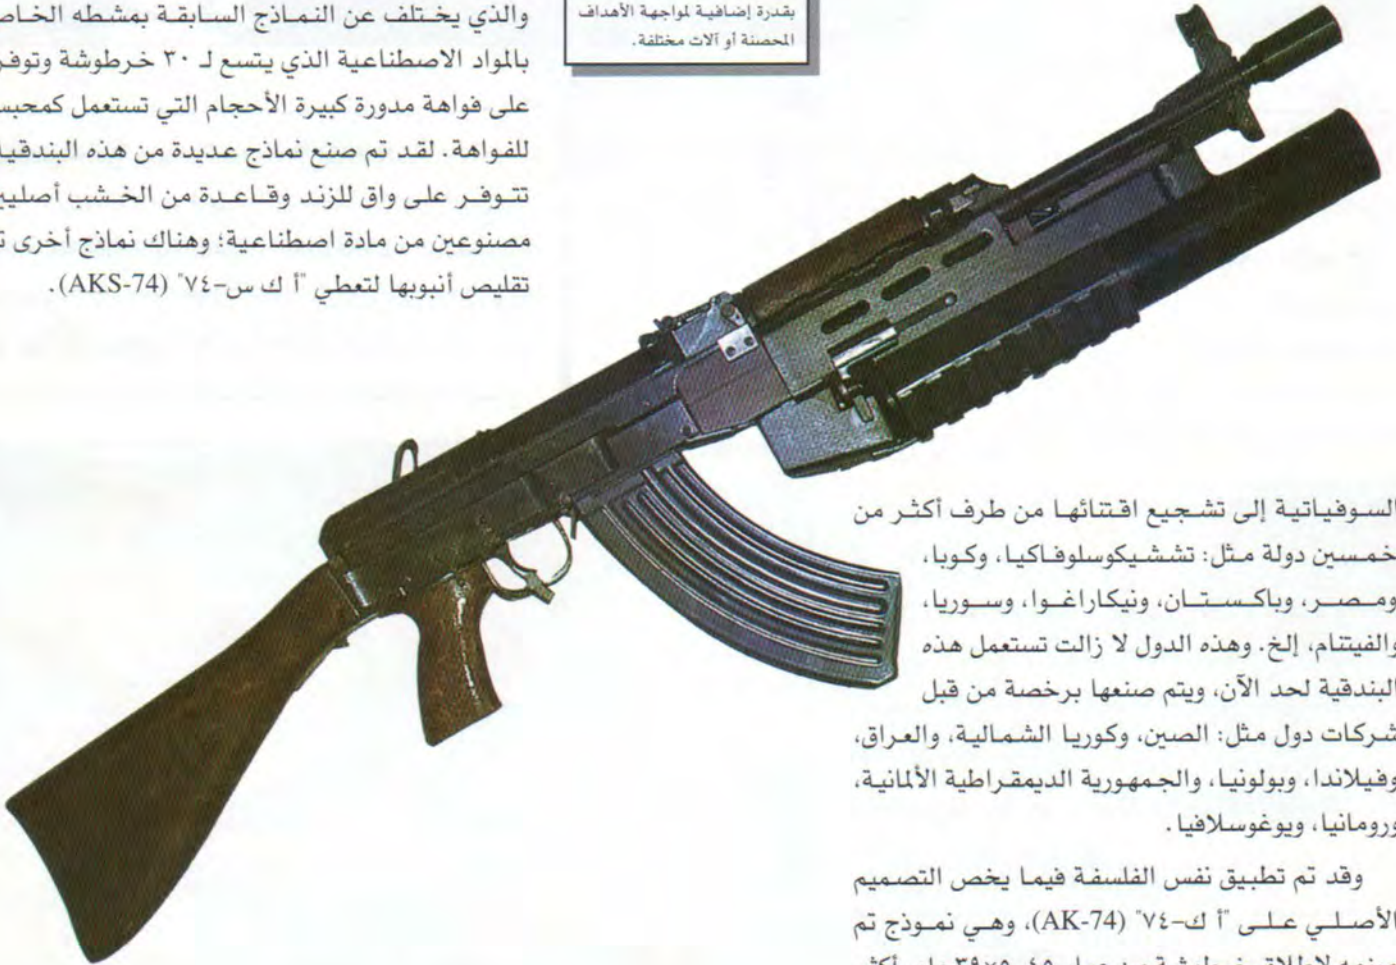 بقدرة إضافية لمواجهة الأهداف
المحصنة أو آلات مختلفة.
السوفياتية إلى تشجيع اقتنائها من طرف أكثر من
خمسين دولة مثل: تششيكوسلوفاكيا، وكوبا،
ومصر، وباكستان، ونيكاراغوا، وسوريا،
والفيتنام، إلخ. وهذه الدول لا زالت تستعمل هذه
البندقية لحد الآن، ويتم صنعها برخصة من قبل
شركات دول مثل: الصين، وكوريا الشمالية، والعراق،
وفيلاندا، وبولونيا، والجمهورية الديمقراطية الألمانية،
ورومانيا، ويوغوسلافيا.
وقد تم تطبيق نفس الفلسفة فيما يخص التصميم
الأصلي على "أ ك-٧٤" (AK-74)، وهي نموذج تم
والذي يختلف عن النماذج السابقة بمشطه الخاص
بالمواد الاصطناعية الذي يتسع لـ ٣٠ خرطوشة وتوفر
على فواهة مدورة كبيرة الأحجام التي تستعمل كمحبس
للفواهة. لقد تم صنع نماذج عديدة من هذه
تتوفر على واق للزند وقاعدة من الخشب
مصنوعين من مادة اصطناعية؛ وهناك نماذج أخرى
تقليص أنبوبها لتعطي "أ ك س-٧٤" (AKS-74).